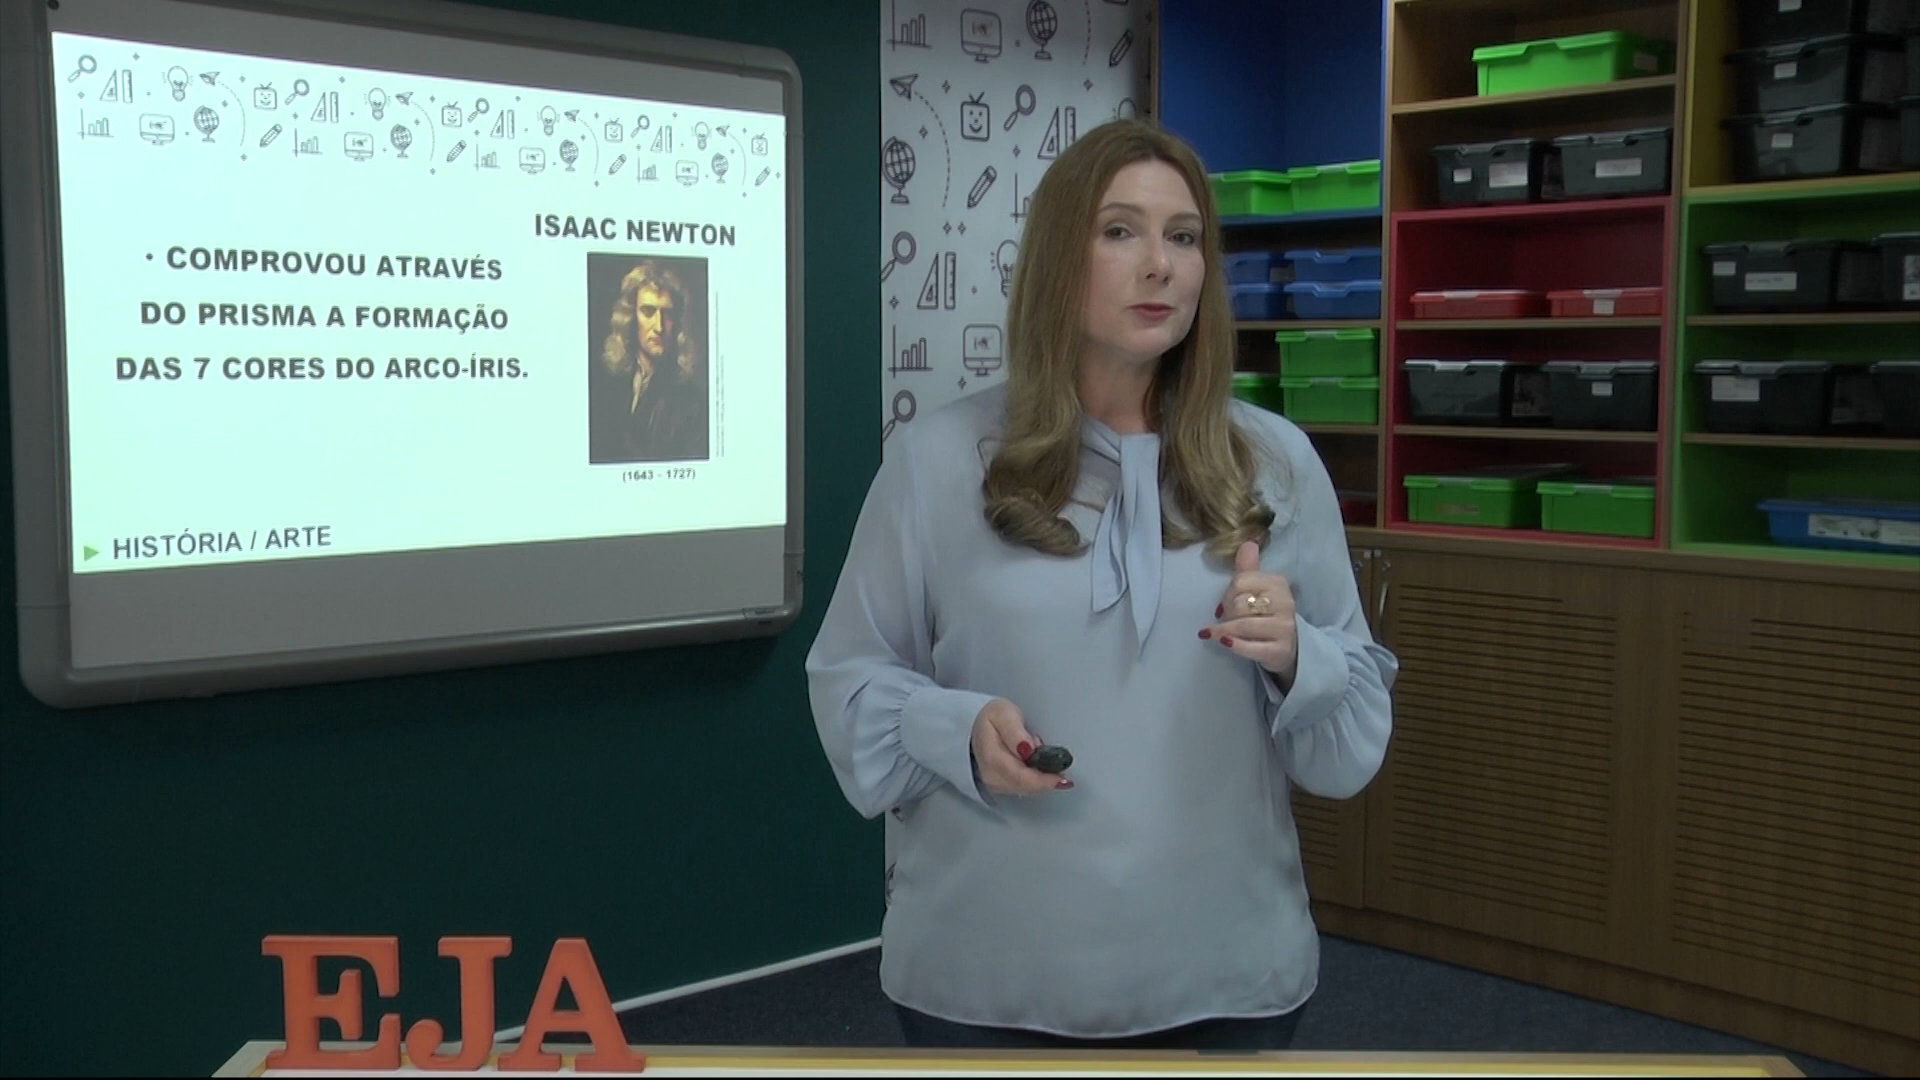 ISAAC NEWTON
• COMPROVOU ATRAVÉS
DO PRISMA A FORMAÇÃO
DAS 7 CORES DO ARCO-ÍRIS.
(1643 - 1727)
HISTÓRIA / ARTE
EJA